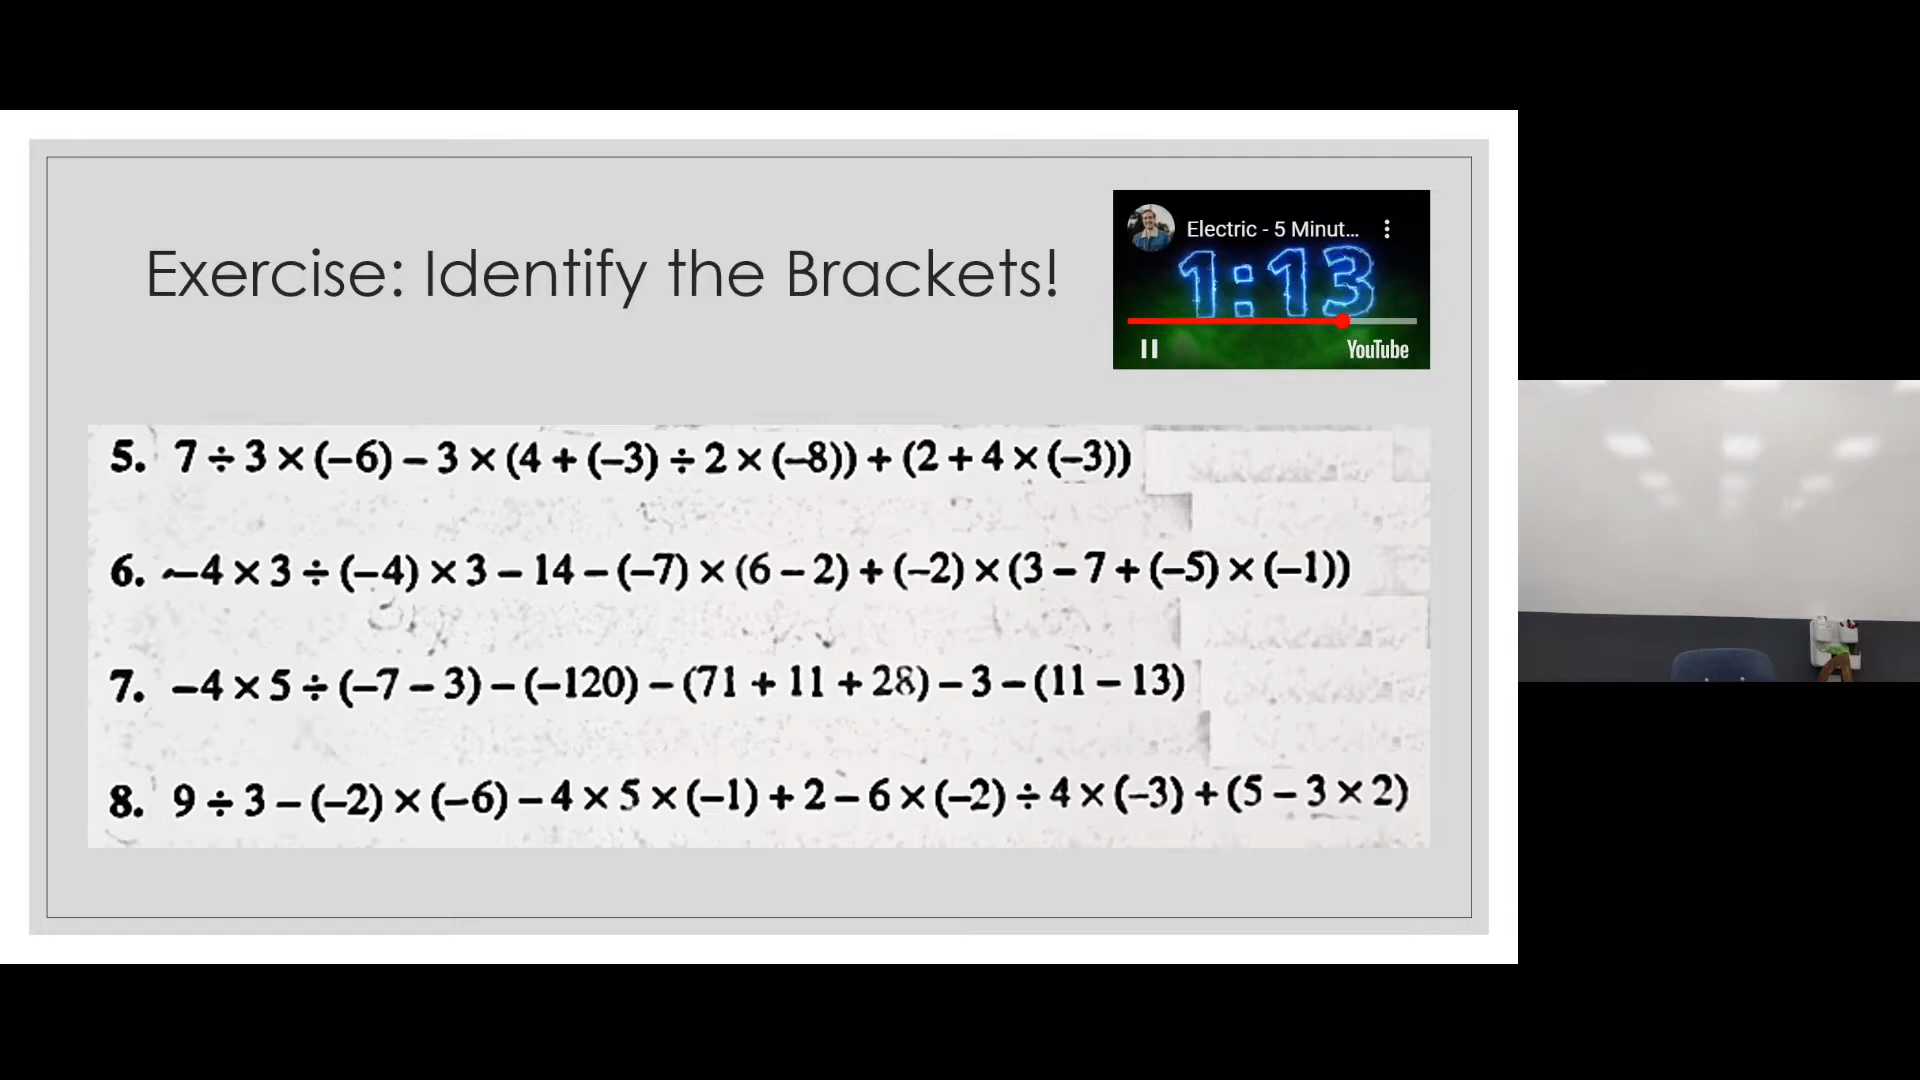 Exercise: Identify the Brackets!
Electric - 5 Minut...
1:13
YouTube
5. 7 ÷ 3 × (−6) − 3 × (4 + (−3) ÷ 2 × (−8)) + (2 + 4 × (−3))
6. −4 × 3 ÷ (−4) × 3 − 14 − (−7) × (6 − 2) + (−2) × (3 − 7 + (−5) × (−1))
7. −4 × 5 ÷ (−7 − 3) − (−120) − (71 + 11 + 28) − 3 − (11 − 13)
8. 9 ÷ 3 − (−2) × (−6) − 4 × 5 × (−1) + 2 − 6 × (−2) ÷ 4 × (−3) + (5 − 3 × 2)